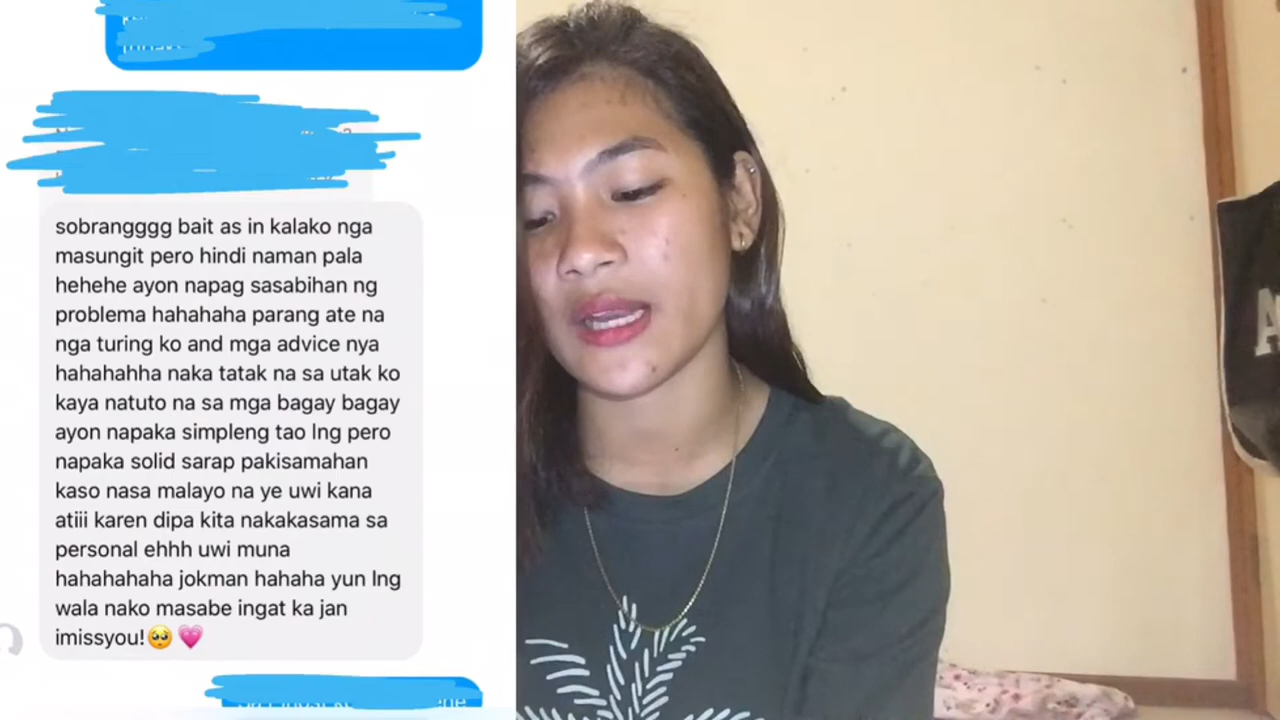 sobrangggg bait as in kalako nga
masungit pero hindi naman pala
hehehe ayon napag sasabihan ng
problema hahahaha parang ate na
nga turing ko and mga advice nya
hahahahha naka tatak na sa utak ko
kaya natuto na sa mga bagay bagay
ayon napaka simpleng tao lng pero
napaka solid sarap pakisamahan
kaso nasa malayo na ye uwi kana
atiii karen dipa kita nakakasama sa
personal ehhh uwi muna
hahahahaha jokman hahaha yun lng
wala nako masabe ingat ka jan
imissyou!🥺💗